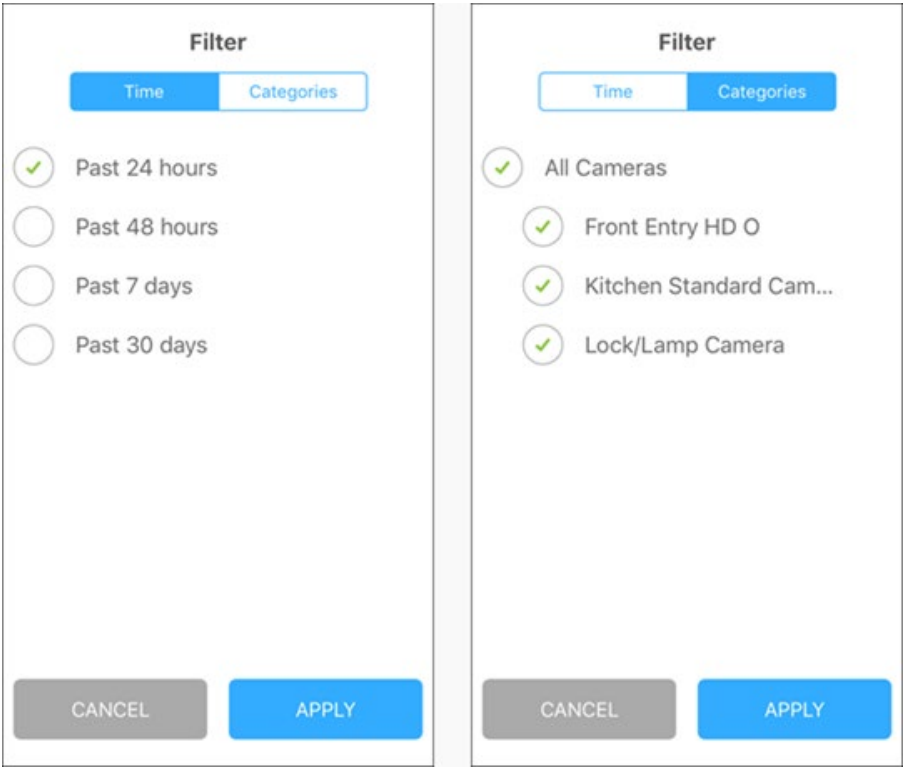 Filter
Time Categories
Past 24 hours
Past 48 hours
Past 7 days
Past 30 days
CANCEL APPLY
Filter
Time Categories
All Cameras
Front Entry HD O
Kitchen Standard Cam...
Lock/Lamp Camera
CANCEL APPLY